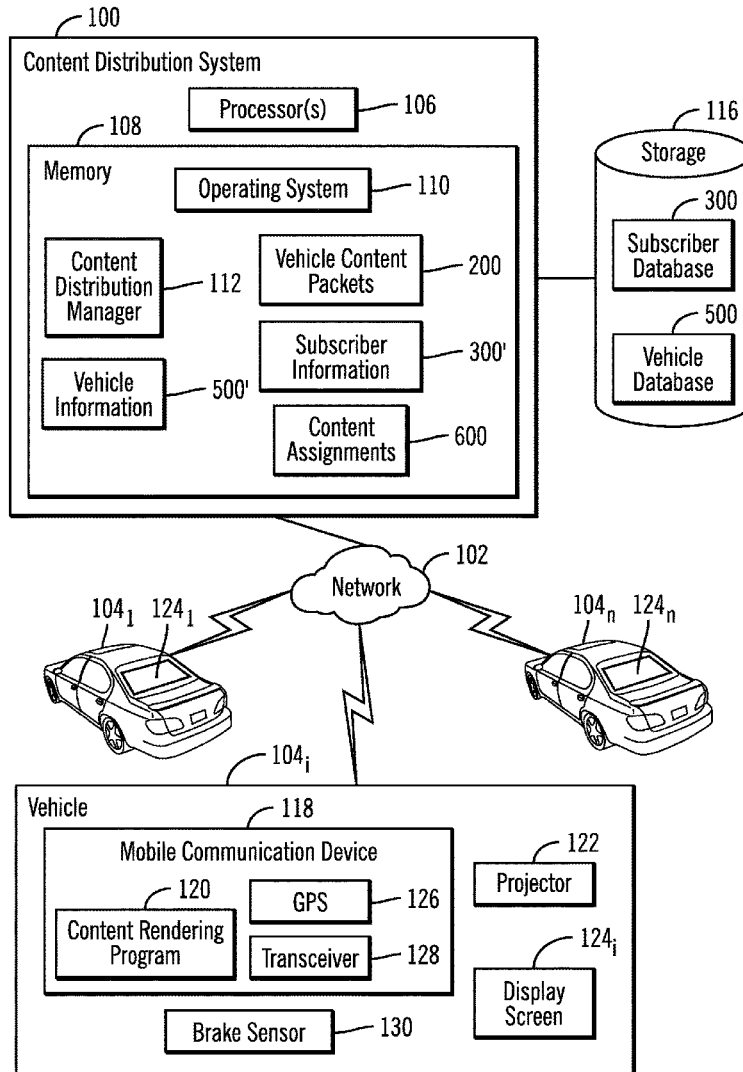 100
Content Distribution System
Processor(s)
106
108
Memory
Operating System
110
Content
Distribution
Manager
112
Vehicle Content
Packets
200
Subscriber
Information
300'
Vehicle
Information
500'
Content
Assignments
600
116
Storage
300
Subscriber
Database
500
Vehicle
Database
Network
102
104₁
124₁
104ₙ
124ₙ
104ᵢ
Vehicle
118
Mobile Communication Device
120
Content Rendering
Program
GPS
126
Transceiver
128
122
Projector
124ᵢ
Display
Screen
Brake Sensor
130